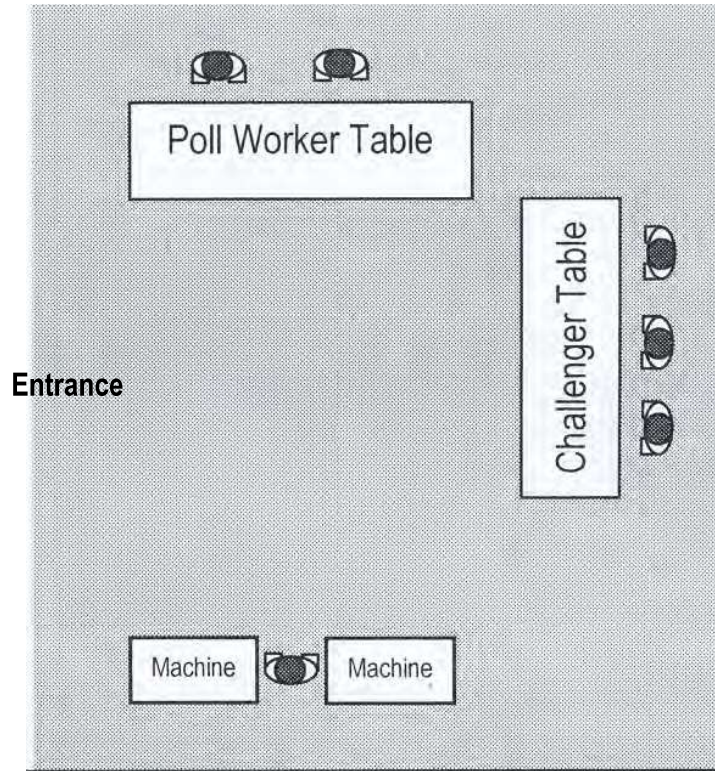 Poll Worker Table
Challenger Table
Entrance
Machine
Machine